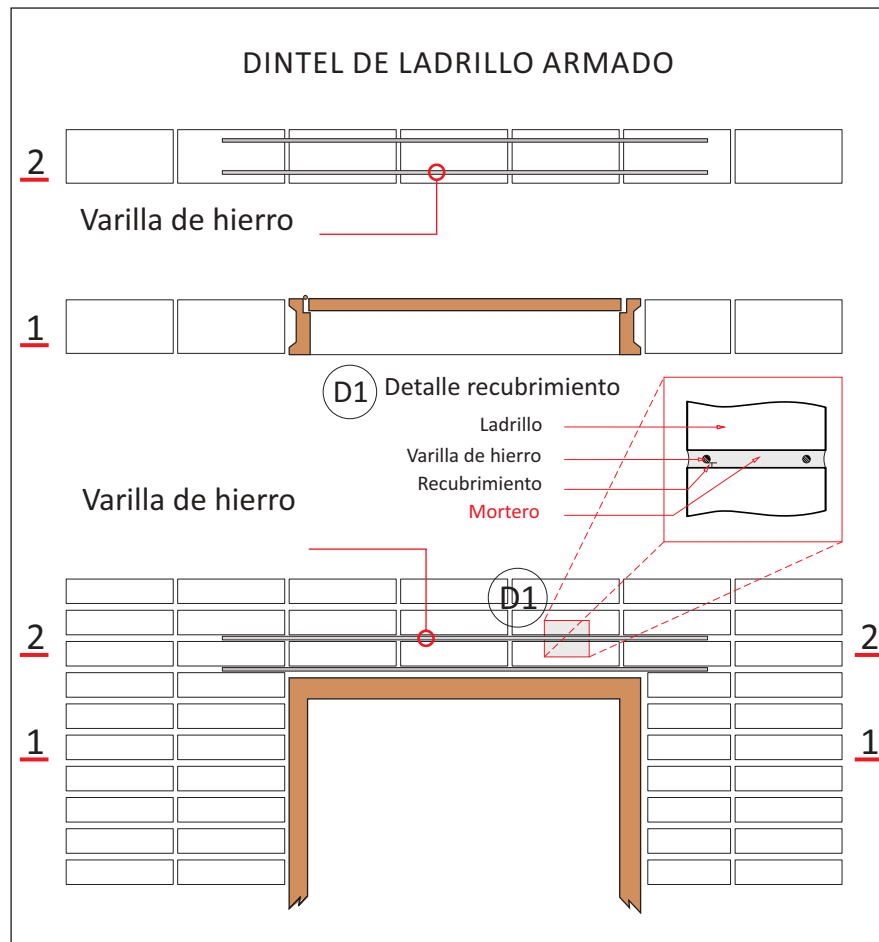 DINTEL DE LADRILLO ARMADO
2
Varilla de hierro
1
D1 Detalle recubrimiento
Ladrillo
Varilla de hierro
Recubrimiento
Mortero
Varilla de hierro
D1
2 2
1 1